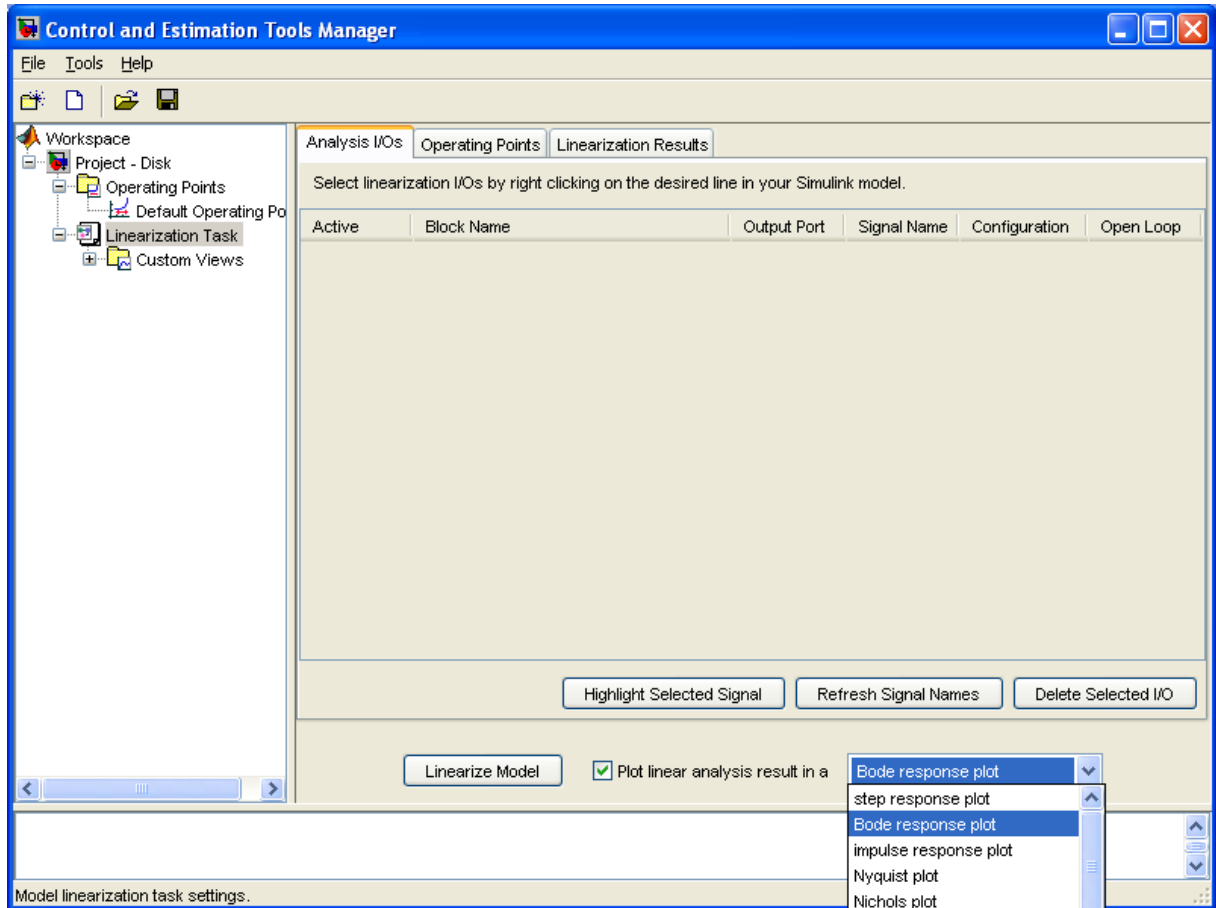 Control and Estimation Tools Manager
File Tools Help
Workspace
Project - Disk
Operating Points
Default Operating Po
Linearization Task
Custom Views
Analysis I/Os Operating Points Linearization Results
Select linearization I/Os by right clicking on the desired line in your Simulink model.
Active Block Name Output Port Signal Name Configuration Open Loop
Highlight Selected Signal Refresh Signal Names Delete Selected I/O
Linearize Model Plot linear analysis result in a Bode response plot
step response plot
Bode response plot
impulse response plot
Nyquist plot
Nichols plot
Model linearization task settings.